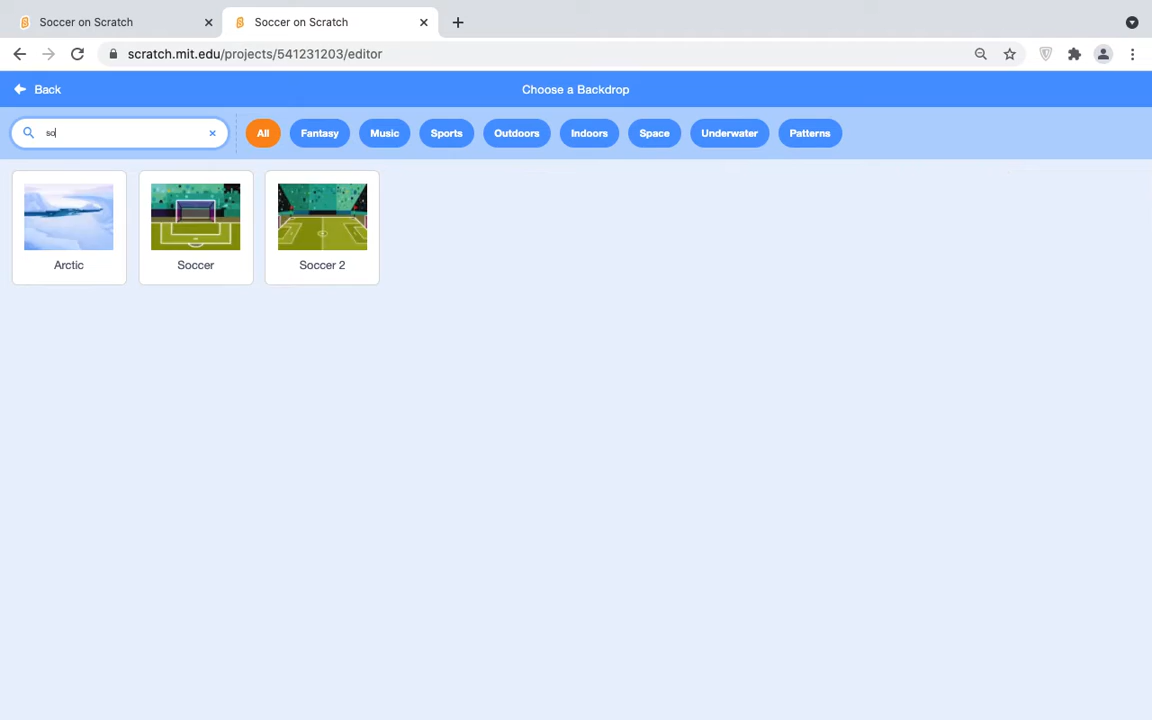 Soccer on Scratch
Soccer on Scratch
scratch.mit.edu/projects/541231203/editor
Back
Choose a Backdrop
so
All
Fantasy
Music
Sports
Outdoors
Indoors
Space
Underwater
Patterns
Arctic
Soccer
Soccer 2